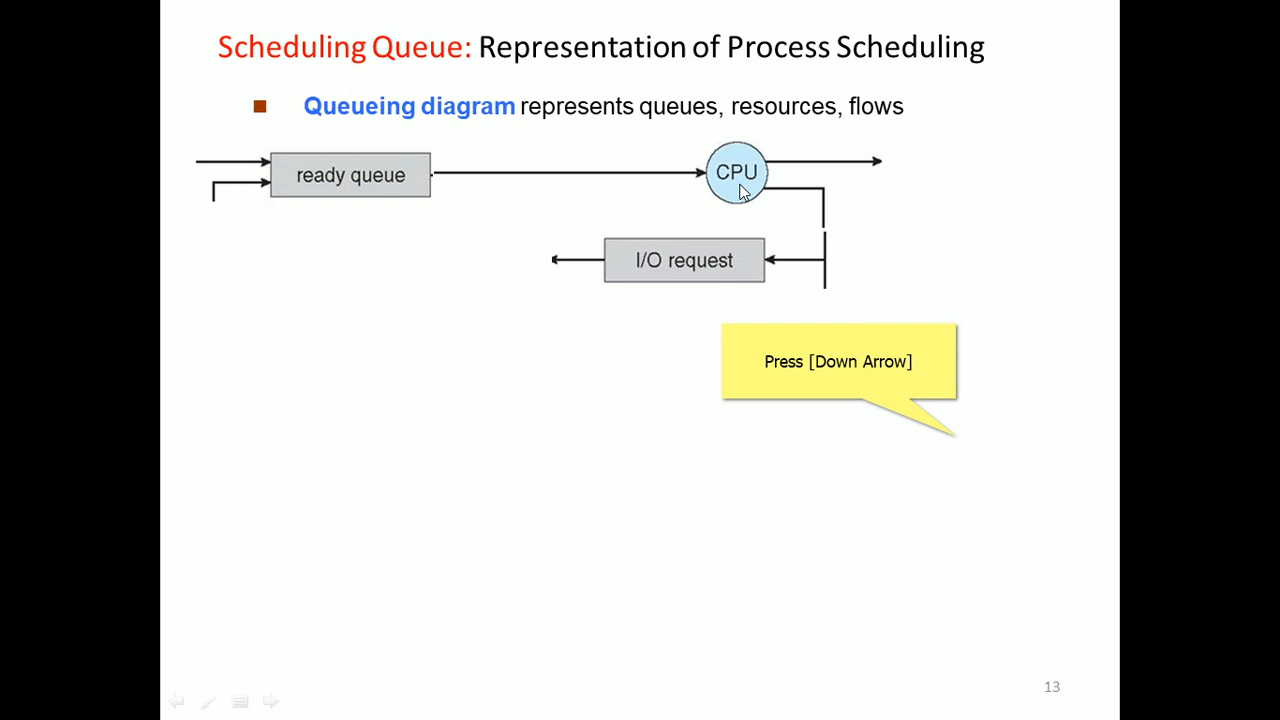 Scheduling Queue: Representation of Process Scheduling
Queueing diagram represents queues, resources, flows
ready queue
CPU
I/O request
Press [Down Arrow]
13